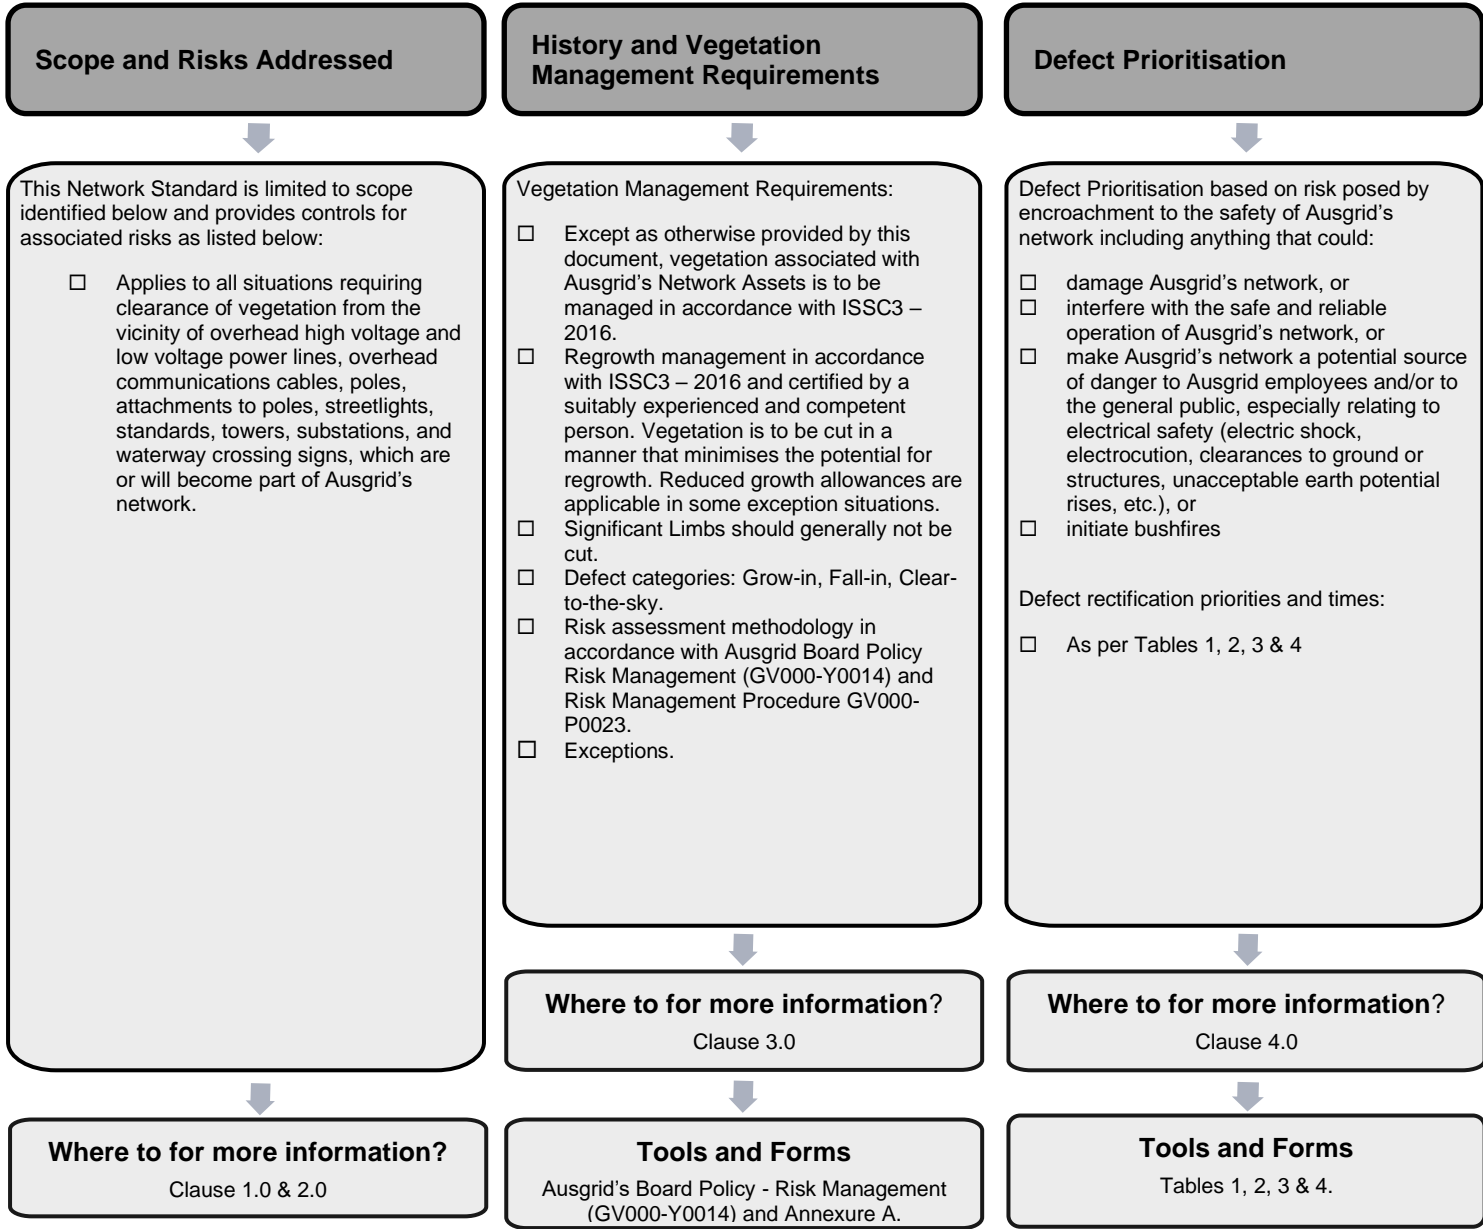 Scope and Risks Addressed
This Network Standard is limited to scope
identified below and provides controls for
associated risks as listed below:
☐ Applies to all situations requiring
clearance of vegetation from the
vicinity of overhead high voltage and
low voltage power lines, overhead
communications cables, poles,
attachments to poles, streetlights,
standards, towers, substations, and
waterway crossing signs, which are
or will become part of Ausgrid's
network.
Where to for more information?
Clause 1.0 & 2.0
History and Vegetation
Management Requirements
Vegetation Management Requirements:
☐ Except as otherwise provided by this
document, vegetation associated with
Ausgrid's Network Assets is to be
managed in accordance with ISSC3 –
2016.
☐ Regrowth management in accordance
with ISSC3 – 2016 and certified by a
suitably experienced and competent
person. Vegetation is to be cut in a
manner that minimises the potential for
regrowth. Reduced growth allowances are
applicable in some exception situations.
☐ Significant Limbs should generally not be
cut.
☐ Defect categories: Grow-in, Fall-in, Clear-
to-the-sky.
☐ Risk assessment methodology in
accordance with Ausgrid Board Policy
Risk Management (GV000-Y0014) and
Risk Management Procedure GV000-
P0023.
☐ Exceptions.
Where to for more information?
Clause 3.0
Tools and Forms
Ausgrid's Board Policy - Risk Management
(GV000-Y0014) and Annexure A.
Defect Prioritisation
Defect Prioritisation based on risk posed by
encroachment to the safety of Ausgrid's
network including anything that could:
☐ damage Ausgrid's network, or
☐ interfere with the safe and reliable
operation of Ausgrid's network, or
☐ make Ausgrid's network a potential source
of danger to Ausgrid employees and/or to
the general public, especially relating to
electrical safety (electric shock,
electrocution, clearances to ground or
structures, unacceptable earth potential
rises, etc.), or
☐ initiate bushfires
Defect rectification priorities and times:
☐ As per Tables 1, 2, 3 & 4
Where to for more information?
Clause 4.0
Tools and Forms
Tables 1, 2, 3 & 4.